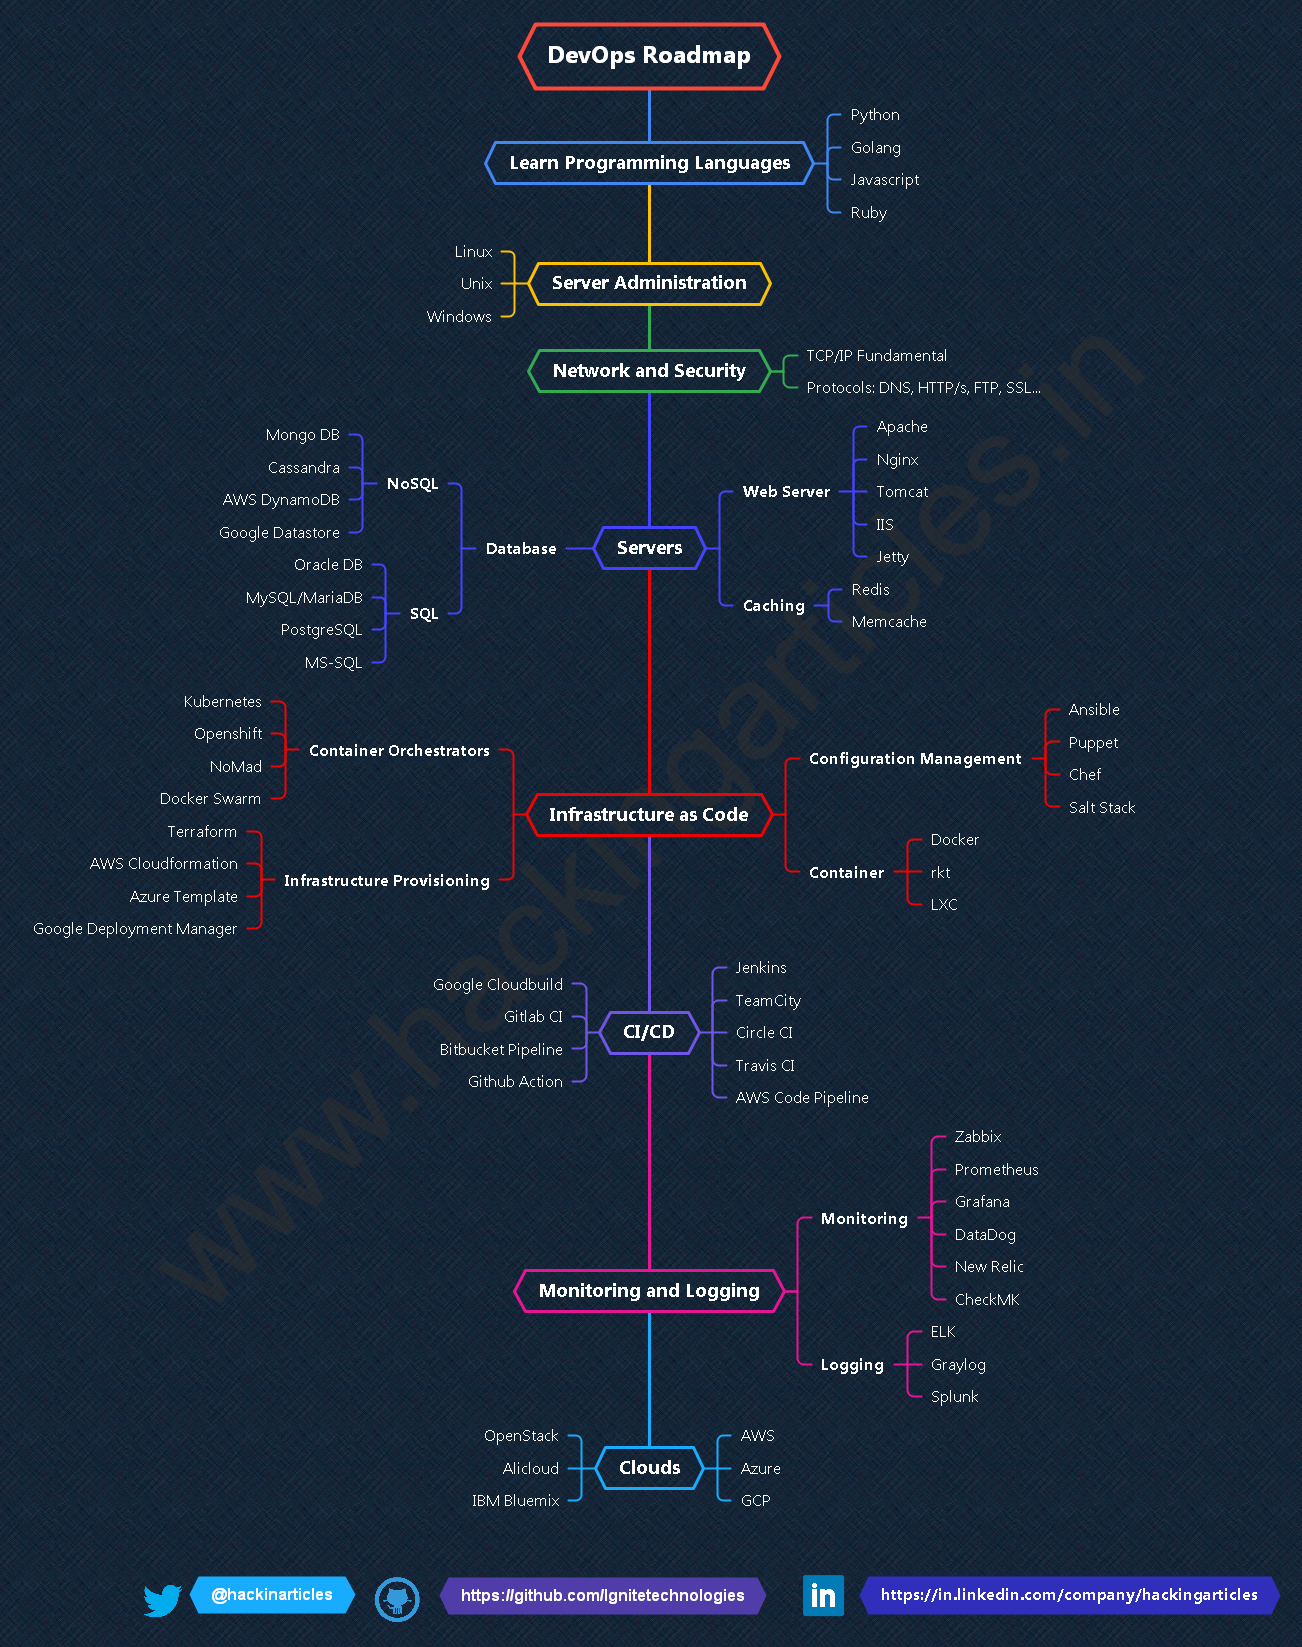 DevOps Roadmap
Learn Programming Languages
Python
Golang
Javascript
Ruby
Linux
Unix
Windows
Server Administration
Network and Security
TCP/IP Fundamental
Protocols: DNS, HTTP/s, FTP, SSL...
Mongo DB
Cassandra
AWS DynamoDB
Google Datastore
NoSQL
Oracle DB
MySQL/MariaDB
PostgreSQL
MS-SQL
SQL
Database
Servers
Web Server
Apache
Nginx
Tomcat
IIS
Jetty
Caching
Redis
Memcache
Kubernetes
Openshift
NoMad
Docker Swarm
Container Orchestrators
Terraform
AWS Cloudformation
Azure Template
Google Deployment Manager
Infrastructure Provisioning
Infrastructure as Code
Configuration Management
Ansible
Puppet
Chef
Salt Stack
Container
Docker
rkt
LXC
Google Cloudbuild
Gitlab CI
Bitbucket Pipeline
Github Action
CI/CD
Jenkins
TeamCity
Circle CI
Travis CI
AWS Code Pipeline
Monitoring and Logging
Monitoring
Zabbix
Prometheus
Grafana
DataDog
New Relic
CheckMK
Logging
ELK
Graylog
Splunk
OpenStack
Alicloud
IBM Bluemix
Clouds
AWS
Azure
GCP
www.hackingarticles.in
@hackinarticles
https://github.com/Ignitetechnologies
in
https://in.linkedin.com/company/hackingarticles